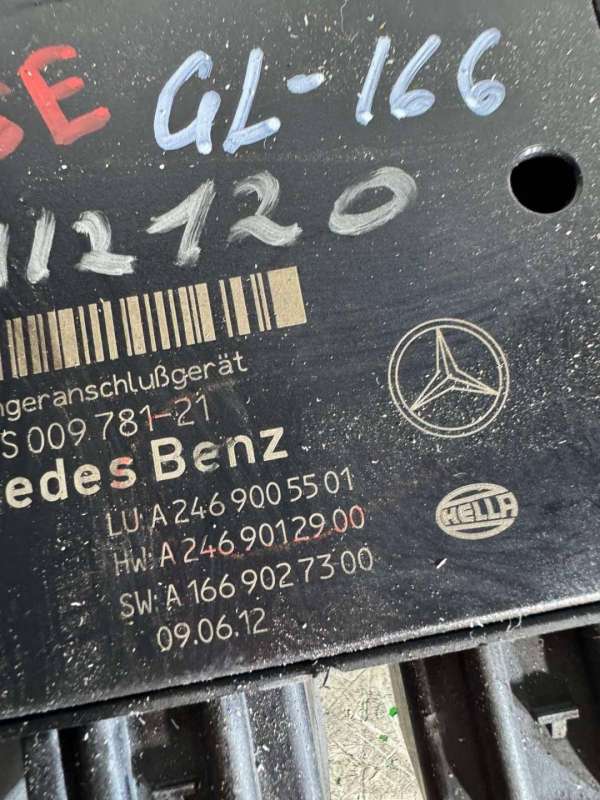 SE GL-166
112120
ngeranschlußgerät
S 009 781-21
edes Benz
LU: A 246 900 55 01
HW: A 246 901 29 00
HELLA
SW: A 166 902 73 00
09.06.12